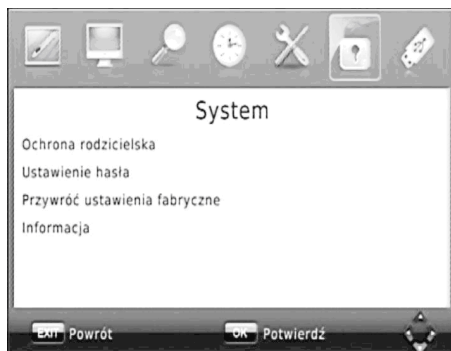 System
Ochrona rodzicielska
Ustawienie hasła
Przywróć ustawienia fabryczne
Informacja
EXIT Powrót OK Potwierdź